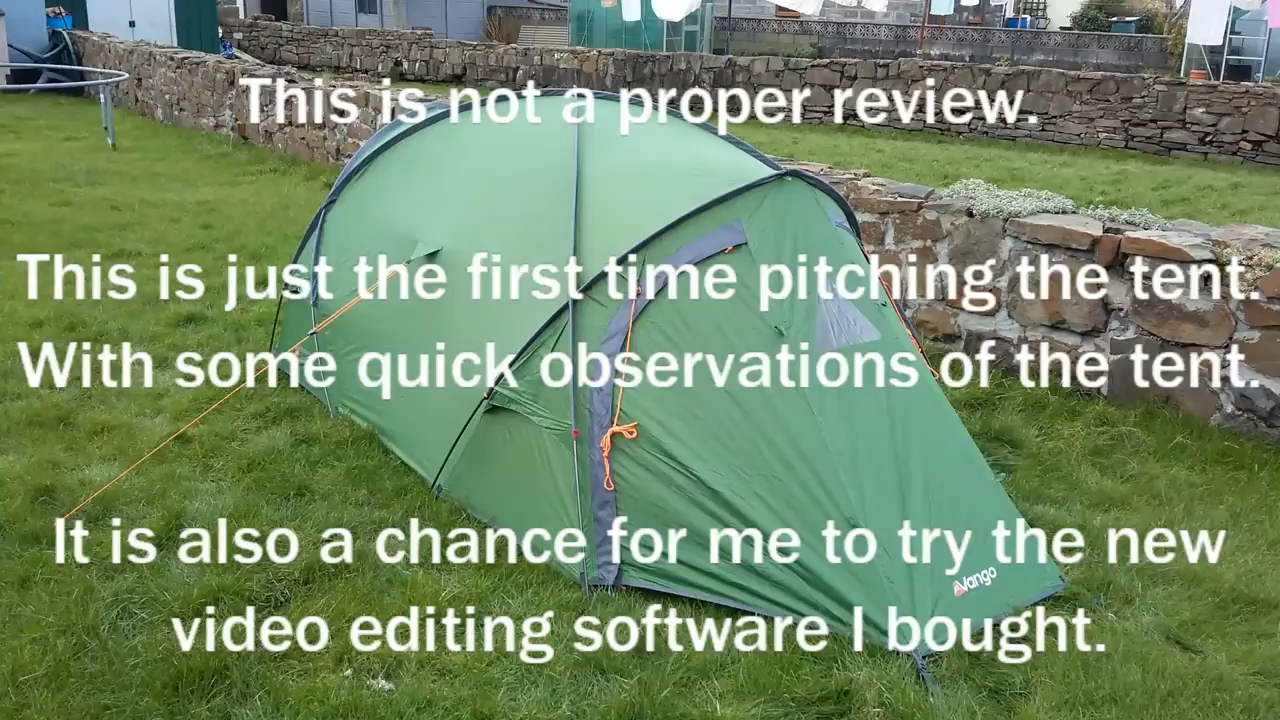 This is not a proper review.
This is just the first time pitching the tent.
With some quick observations of the tent.
It is also a chance for me to try the new
video editing software I bought.
Vango